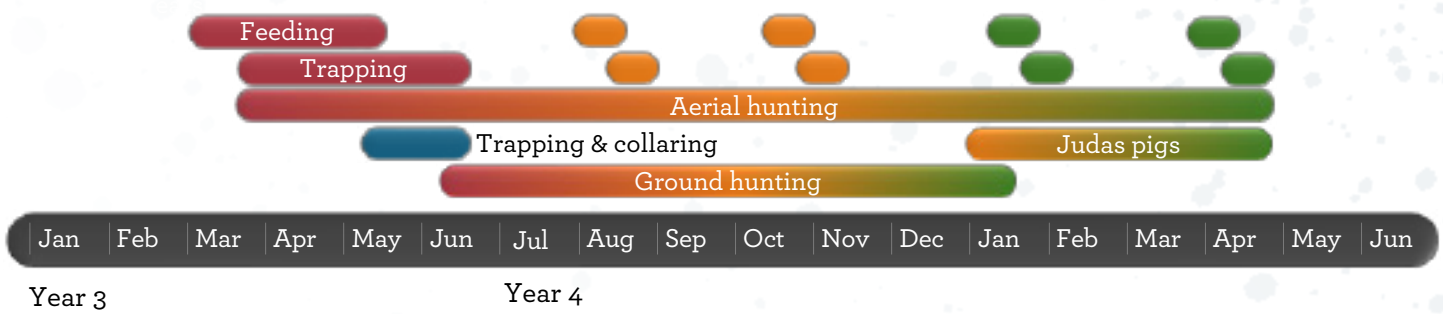 Feeding
Trapping
Aerial hunting
Trapping & collaring
Judas pigs
Ground hunting
Jan Feb Mar Apr May Jun Jul Aug Sep Oct Nov Dec Jan Feb Mar Apr May Jun
Year 3 Year 4